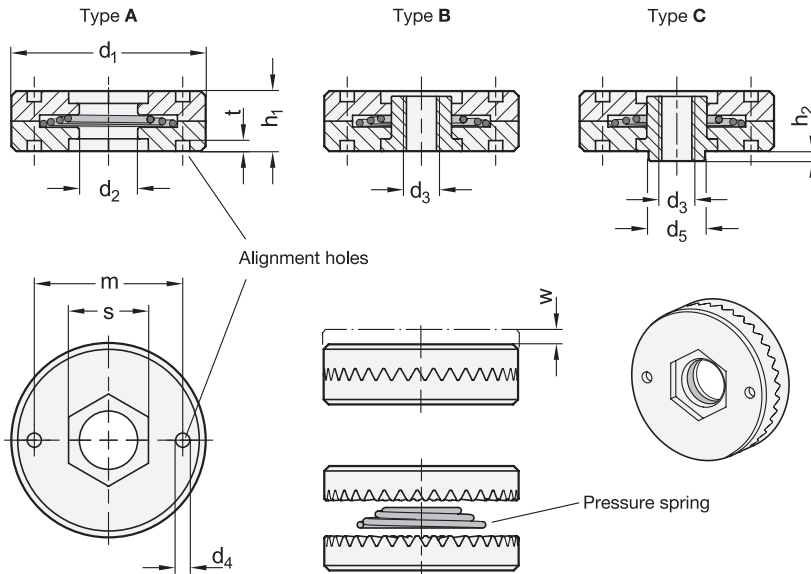 Type A
Type B
Type C
d1
t
h1
h2
d2
d3
d3
d5
Alignment holes
m
s
w
Pressure spring
d4